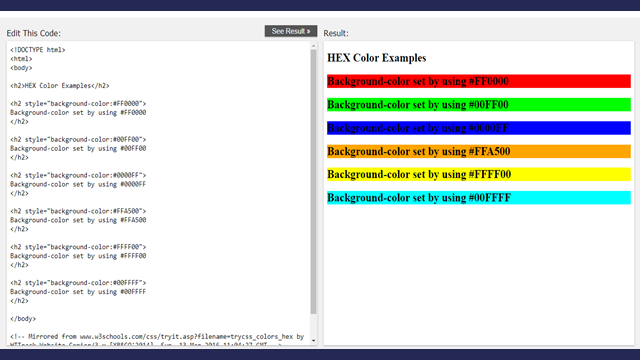 Edit This Code:
See Result »
<!DOCTYPE html>
<html>
<body>
<h2>HEX Color Examples</h2>
<h2 style="background-color:#FF0000">
Background-color set by using #FF0000
</h2>
<h2 style="background-color:#00FF00">
Background-color set by using #00FF00
</h2>
<h2 style="background-color:#0000FF">
Background-color set by using #0000FF
</h2>
<h2 style="background-color:#FFA500">
Background-color set by using #FFA500
</h2>
<h2 style="background-color:#FFFF00">
Background-color set by using #FFFF00
</h2>
<h2 style="background-color:#00FFFF">
Background-color set by using #00FFFF
</h2>
</body>
<!-- Mirrored from www.w3schools.com/css/tryit.asp?filename=trycss_colors_hex by
Result:
HEX Color Examples
Background-color set by using #FF0000
Background-color set by using #00FF00
Background-color set by using #0000FF
Background-color set by using #FFA500
Background-color set by using #FFFF00
Background-color set by using #00FFFF